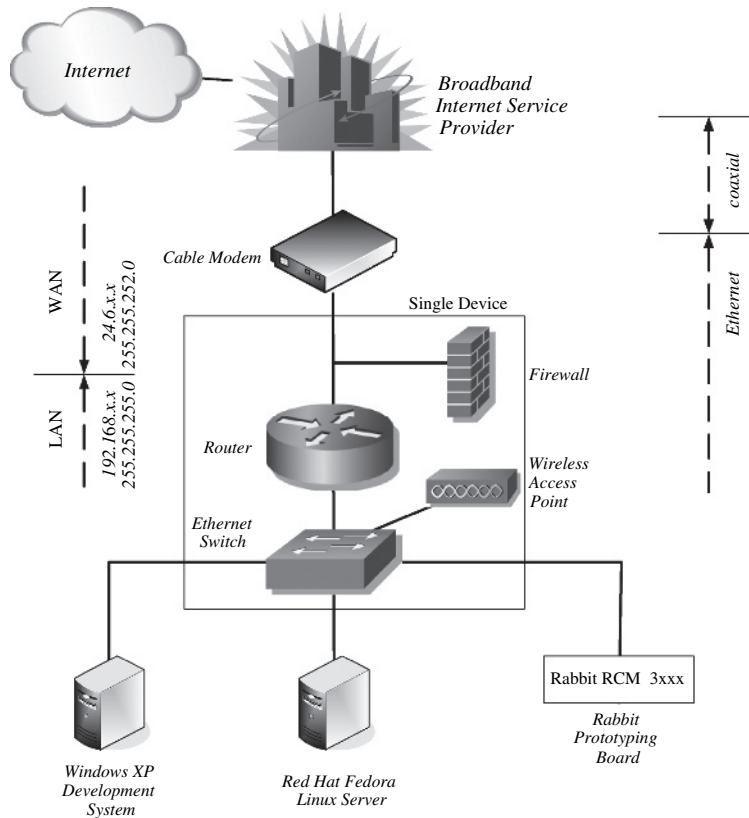 Internet
Broadband
Internet Service
Provider
coaxial
Cable Modem
WAN
24.6.x.x
255.255.252.0
Single Device
Ethernet
Firewall
LAN
192.168.x.x
255.255.255.0
Router
Wireless
Access
Point
Ethernet
Switch
Rabbit RCM 3xxx
Rabbit
Prototyping
Board
Windows XP
Development
System
Red Hat Fedora
Linux Server